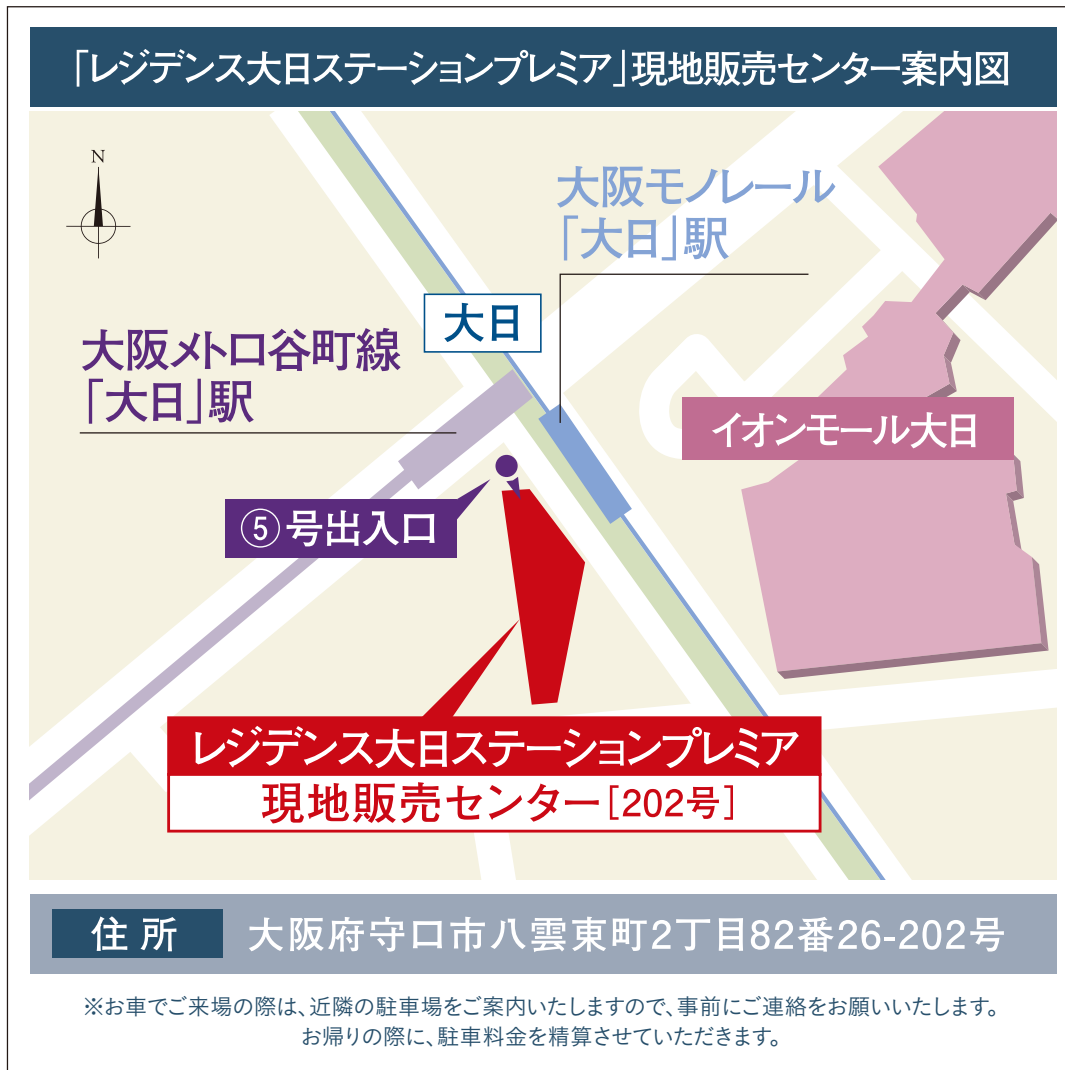 「レジデンス大日ステーションプレミア」現地販売センター案内図
N
大阪モノレール
「大日」駅
大日
大阪メトロ谷町線
「大日」駅
イオンモール大日
⑤号出入口
レジデンス大日ステーションプレミア
現地販売センター[202号]
住所 大阪府守口市八雲東町2丁目82番26-202号
※お車でご来場の際は、近隣の駐車場をご案内いたしますので、事前にご連絡をお願いいたします。
お帰りの際に、駐車料金を精算させていただきます。